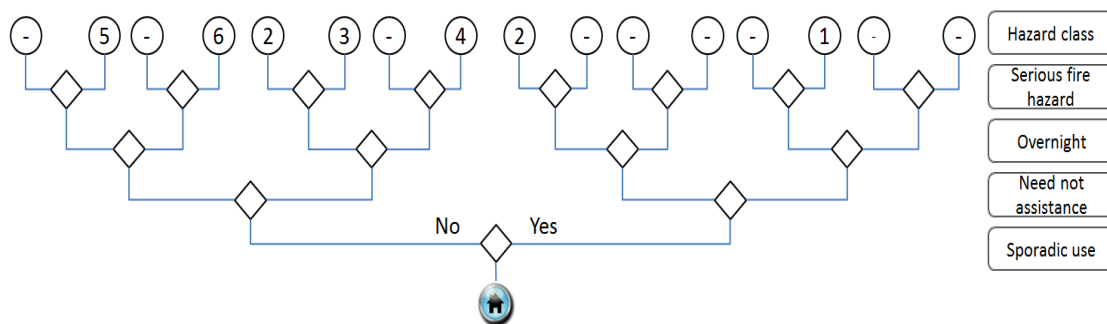 - 5 - 6 2 3 - 4 2 - - - - 1 - -
Hazard class
Serious fire
hazard
Overnight
Need not
assistance
No Yes
Sporadic use